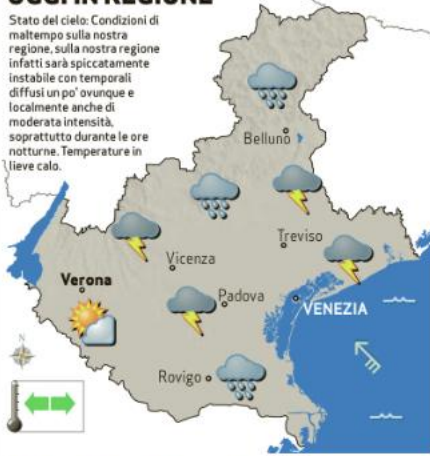 OGGI IN REGIONE
Stato del cielo: Condizioni di
maltempo sulla nostra
regione, sulla nostra regione
infatti sarà spiccatamente
instabile con temporali
diffusi un po' ovunque e
localmente anche di
moderata intensità,
soprattutto durante le ore
notturne. Temperature in
lieve calo.
Belluno
Treviso
Vicenza
Verona
Padova
VENEZIA
N
Rovigo